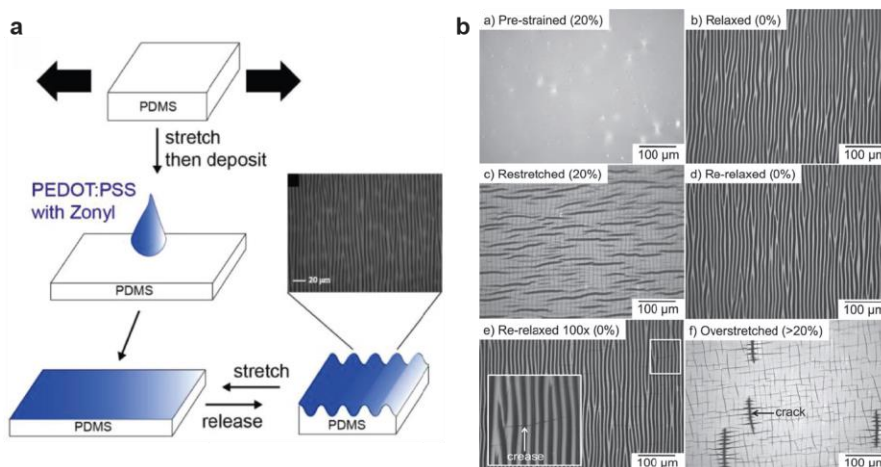 a
PDMS
stretch
then deposit
PEDOT:PSS
with Zonyl
PDMS
20 µm
stretch
release
PDMS
PDMS
b
a) Pre-strained (20%)
100 µm
b) Relaxed (0%)
100 µm
c) Restretched (20%)
100 µm
d) Re-relaxed (0%)
100 µm
e) Re-relaxed 100x (0%)
crease
100 µm
f) Overstretched (>20%)
crack
100 µm